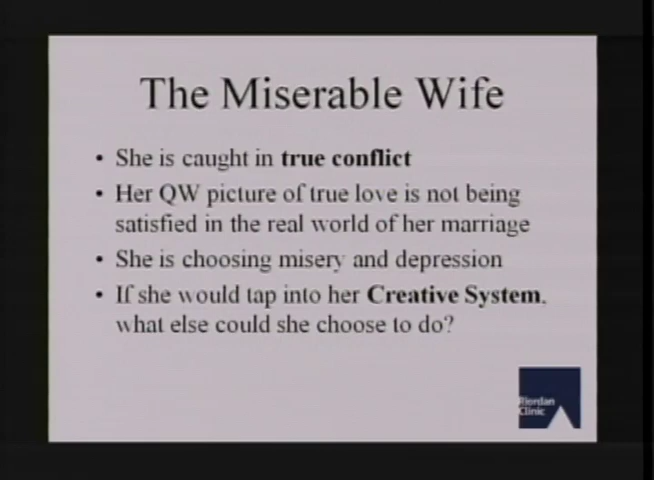 The Miserable Wife
• She is caught in true conflict
• Her QW picture of true love is not being
satisfied in the real world of her marriage
• She is choosing misery and depression
• If she would tap into her Creative System,
what else could she choose to do?
Riordan
Clinic